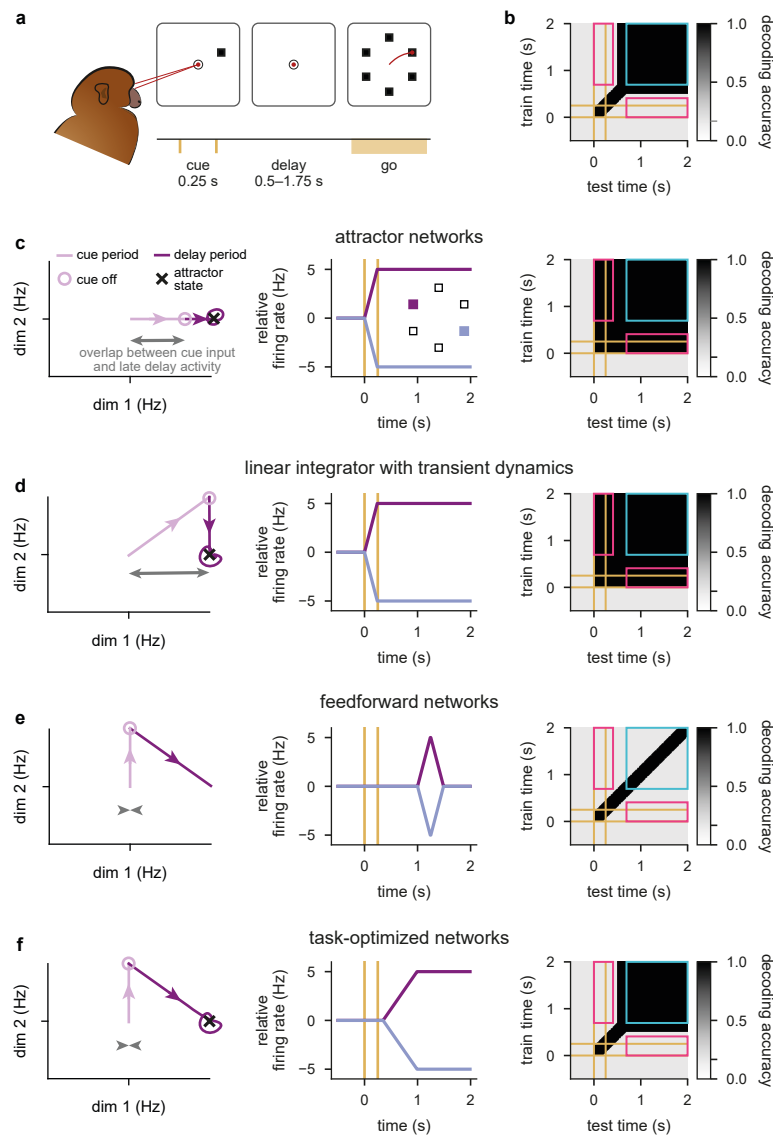 a
cue
0.25 s
delay
0.5–1.75 s
go
b
train time (s)
2
1
0
0 1 2
test time (s)
1.0
0.5
0.0
decoding accuracy
c
attractor networks
cue period
delay period
cue off
attractor
state
dim 2 (Hz)
overlap between cue input
and late delay activity
dim 1 (Hz)
relative
firing rate (Hz)
5
0
−5
0 1 2
time (s)
train time (s)
2
1
0
0 1 2
test time (s)
1.0
0.5
0.0
decoding accuracy
linear integrator with transient dynamics
d
dim 2 (Hz)
dim 1 (Hz)
relative
firing rate (Hz)
5
0
−5
0 1 2
time (s)
train time (s)
2
1
0
0 1 2
test time (s)
1.0
0.5
0.0
decoding accuracy
feedforward networks
e
dim 2 (Hz)
dim 1 (Hz)
relative
firing rate (Hz)
5
0
−5
0 1 2
time (s)
train time (s)
2
1
0
0 1 2
test time (s)
1.0
0.5
0.0
decoding accuracy
task-optimized networks
f
dim 2 (Hz)
dim 1 (Hz)
relative
firing rate (Hz)
5
0
−5
0 1 2
time (s)
train time (s)
2
1
0
0 1 2
test time (s)
1.0
0.5
0.0
decoding accuracy